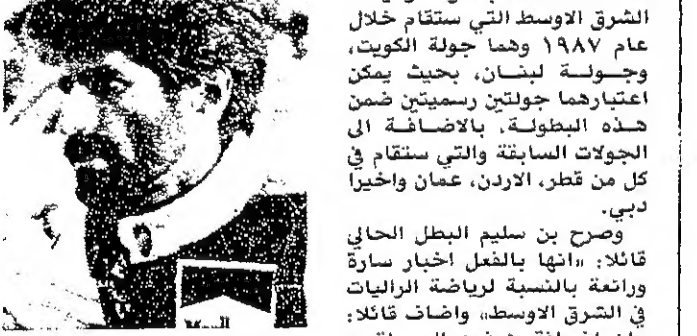 الشرق الاوسط التي ستقام خلال
عام ١٩٨٧ وهما جولة الكويت،
وجولة لبنان، بحيث يمكن
اعتبارهما جولتين رسميتين ضمن
هذه البطولة، بالاضافة الى
الجولات السابقة والتي ستقام في
كل من قطر، الاردن، عمان واخيرا
دبي.
وصرح بن سليم البطل الحالي
قائلا: «انها بالفعل اخبار سارة
ورائعة بالنسبة لرياضة الراليات
في الشرق الاوسط» واضاف قائلا: